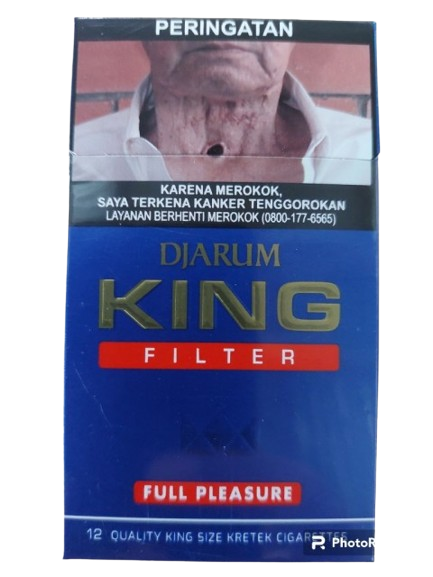 PERINGATAN
KARENA MEROKOK,
SAYA TERKENA KANKER TENGGOROKAN
LAYANAN BERHENTI MEROKOK (0800-177-6565)
DJARUM
KING
FILTER
FULL PLEASURE
12 QUALITY KING SIZE KRETEK CIGARETTES